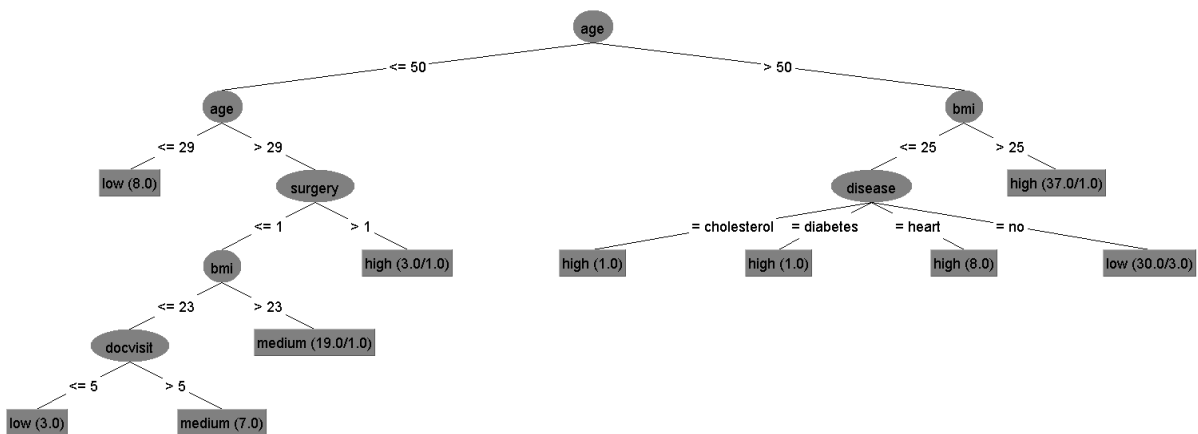 age
<= 50 > 50
age bmi
<= 29 > 29 <= 25 > 25
low (8.0) surgery disease high (37.0/1.0)
<= 1 > 1 = cholesterol = diabetes = heart = no
bmi high (3.0/1.0) high (1.0) high (1.0) high (8.0) low (30.0/3.0)
<= 23 > 23
docvisit medium (19.0/1.0)
<= 5 > 5
low (3.0) medium (7.0)